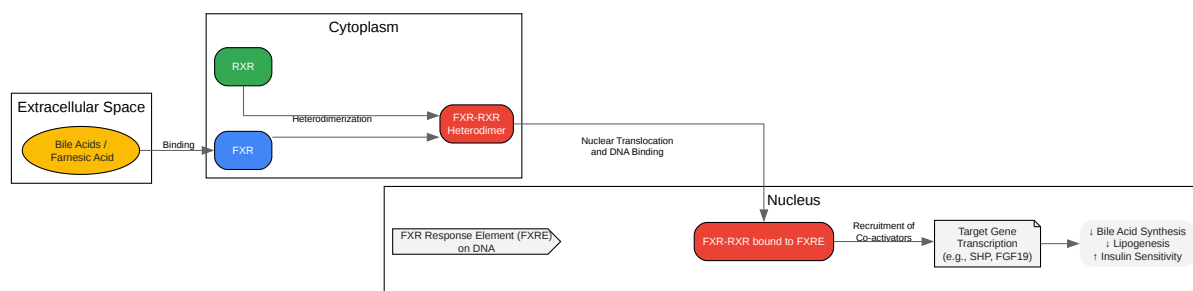 Cytoplasm
RXR
Extracellular Space
FXR-RXR
Heterodimer
Heterodimerization
Bile Acids /
Farnesic Acid
Binding
FXR
Nuclear Translocation
and DNA Binding
Nucleus
FXR Response Element (FXRE)
on DNA
FXR-RXR bound to FXRE
Recruitment of
Co-activators
Target Gene
Transcription
(e.g., SHP, FGF19)
↓ Bile Acid Synthesis
↓ Lipogenesis
↑ Insulin Sensitivity